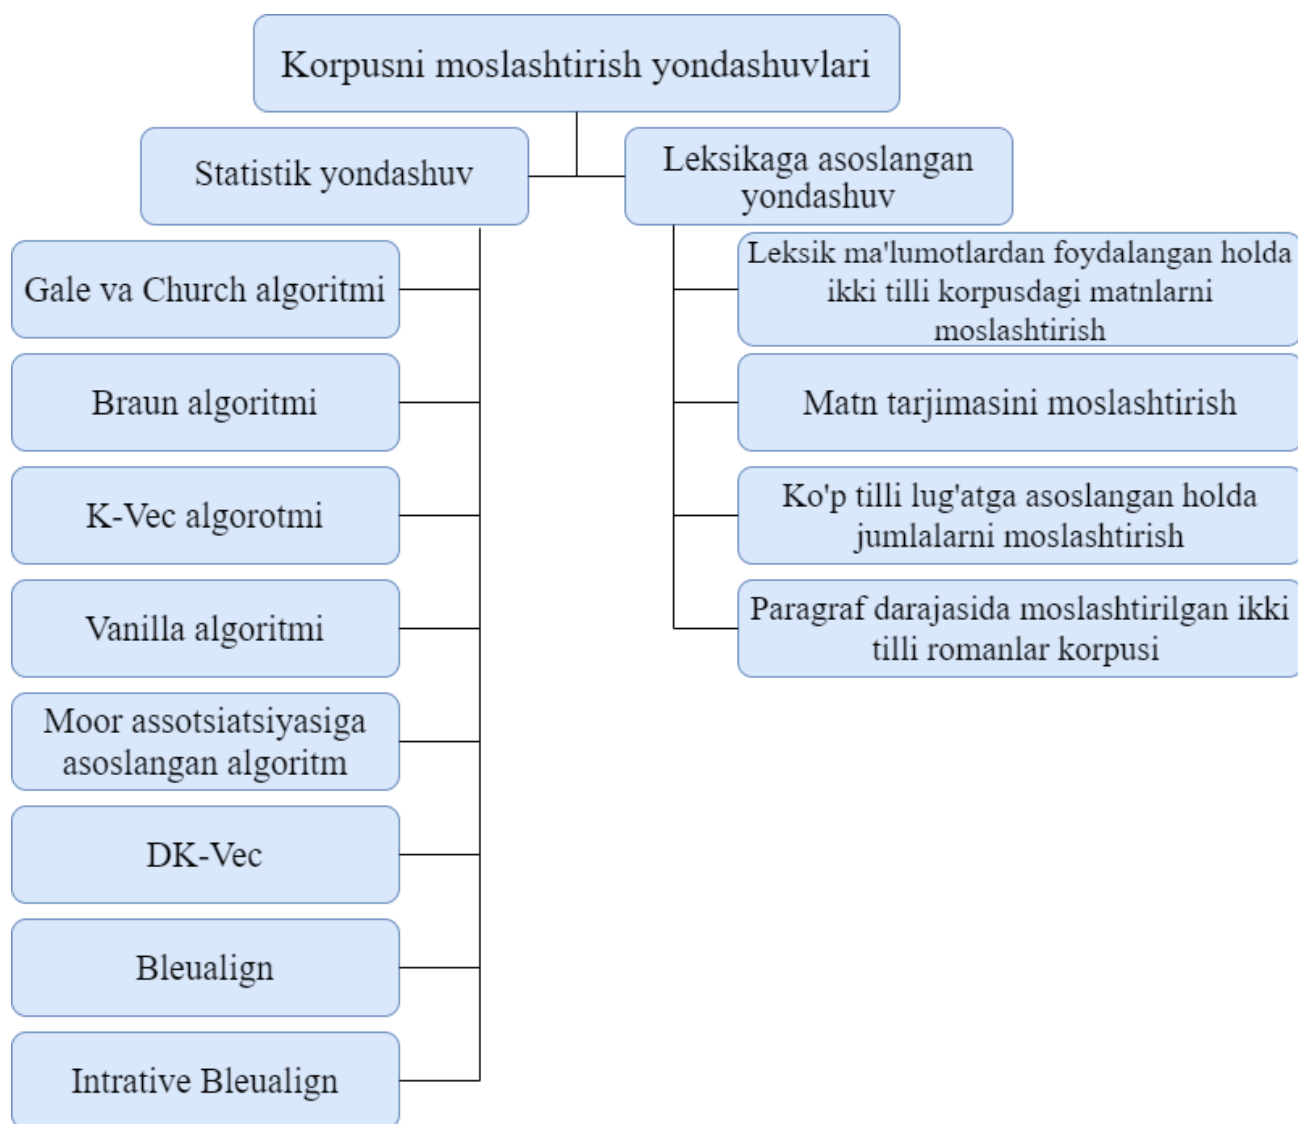 Korpusni moslashtirish yondashuvlari
Statistik yondashuv
Leksikaga asoslangan
yondashuv
Gale va Church algoritmi
Braun algoritmi
K-Vec algorotmi
Vanilla algoritmi
Moor assotsiatsiyasiga
asoslangan algoritm
DK-Vec
Bleualign
Intrative Bleualign
Leksik ma'lumotlardan foydalangan holda
ikki tilli korpusdagi matnlarni
moslashtirish
Matn tarjimasini moslashtirish
Ko'p tilli lug'atga asoslangan holda
jumlalarni moslashtirish
Paragraf darajasida moslashtirilgan ikki
tilli romanlar korpusi